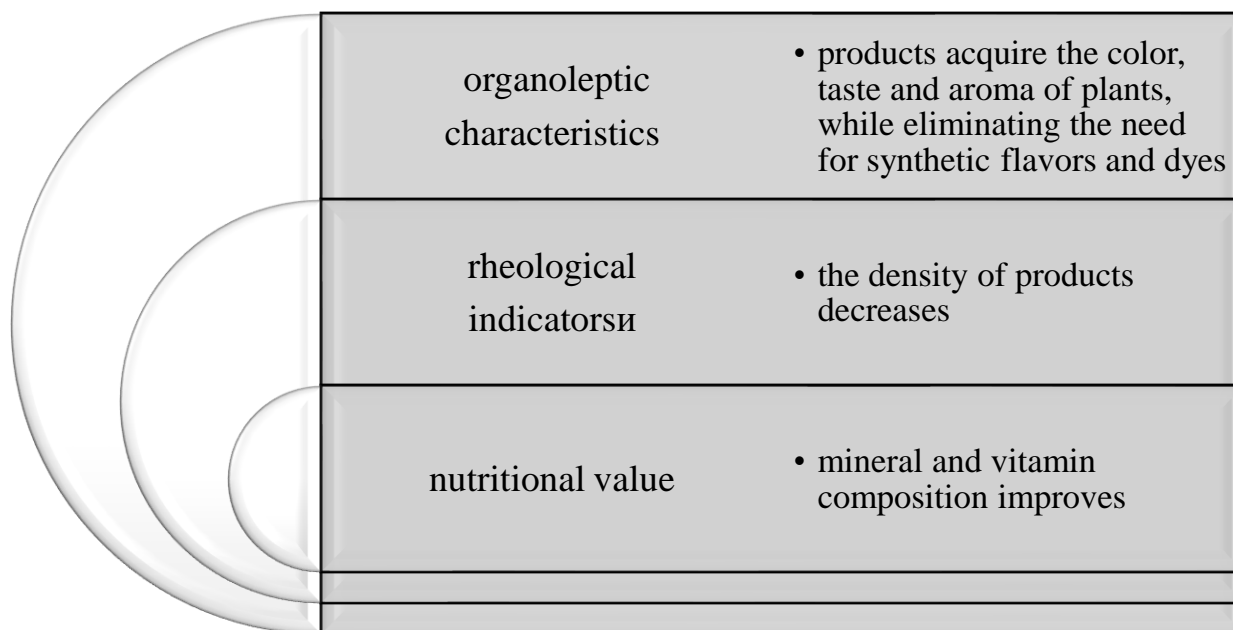 organoleptic
characteristics
• products acquire the color,
taste and aroma of plants,
while eliminating the need
for synthetic flavors and dyes
rheological
indicatorsи
• the density of products
decreases
nutritional value
• mineral and vitamin
composition improves